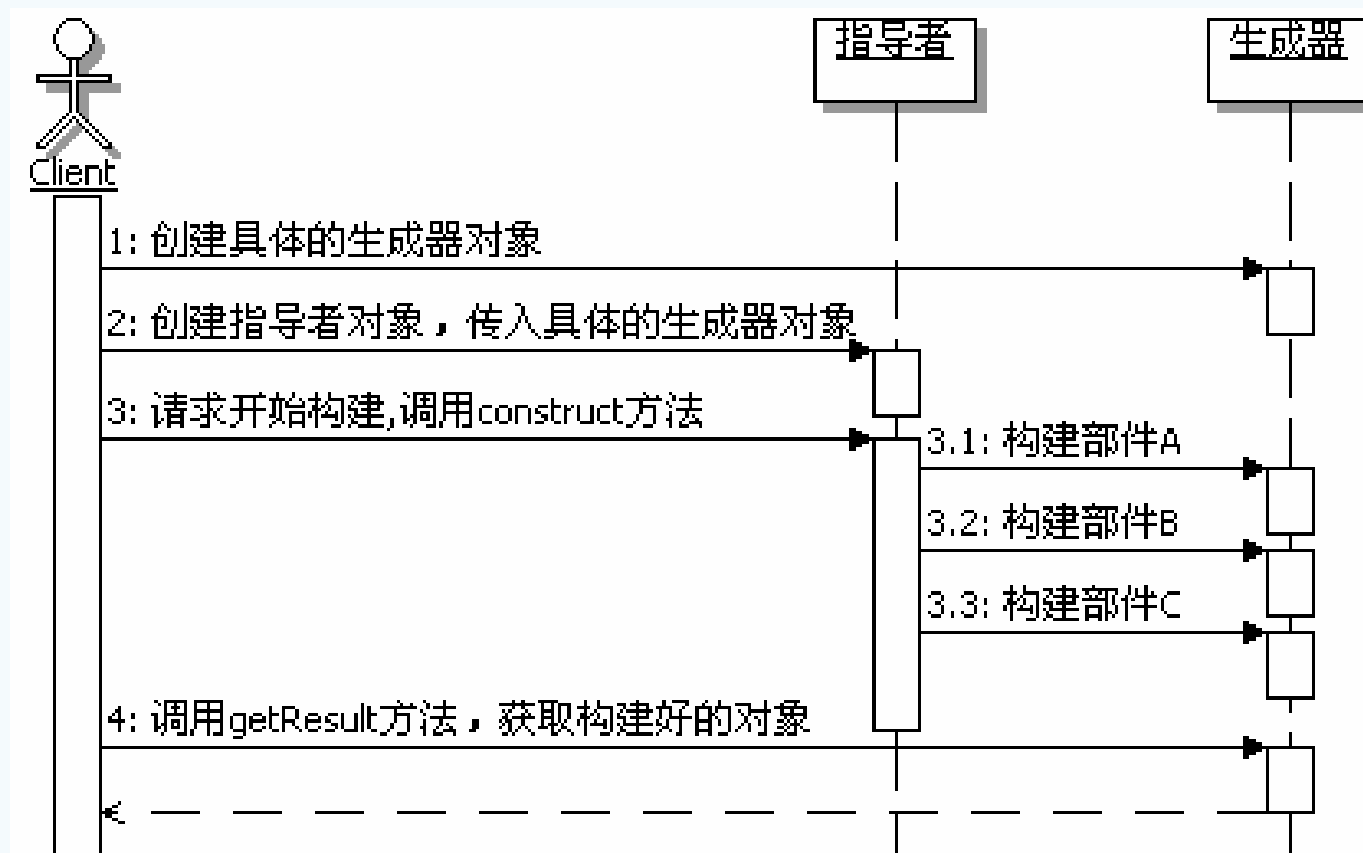 指导者
生成器
Client
1: 创建具体的生成器对象
2: 创建指导者对象，传入具体的生成器对象
3: 请求开始构建,调用construct方法
3.1: 构建部件A
3.2: 构建部件B
3.3: 构建部件C
4: 调用getResult方法，获取构建好的对象